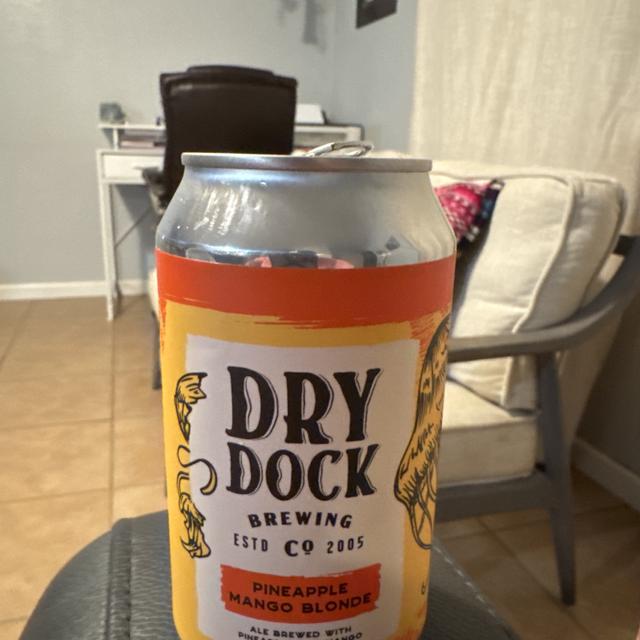 DRY
DOCK
BREWING
ESTD CO 2005
PINEAPPLE
MANGO BLONDE
ALE BREWED WITH